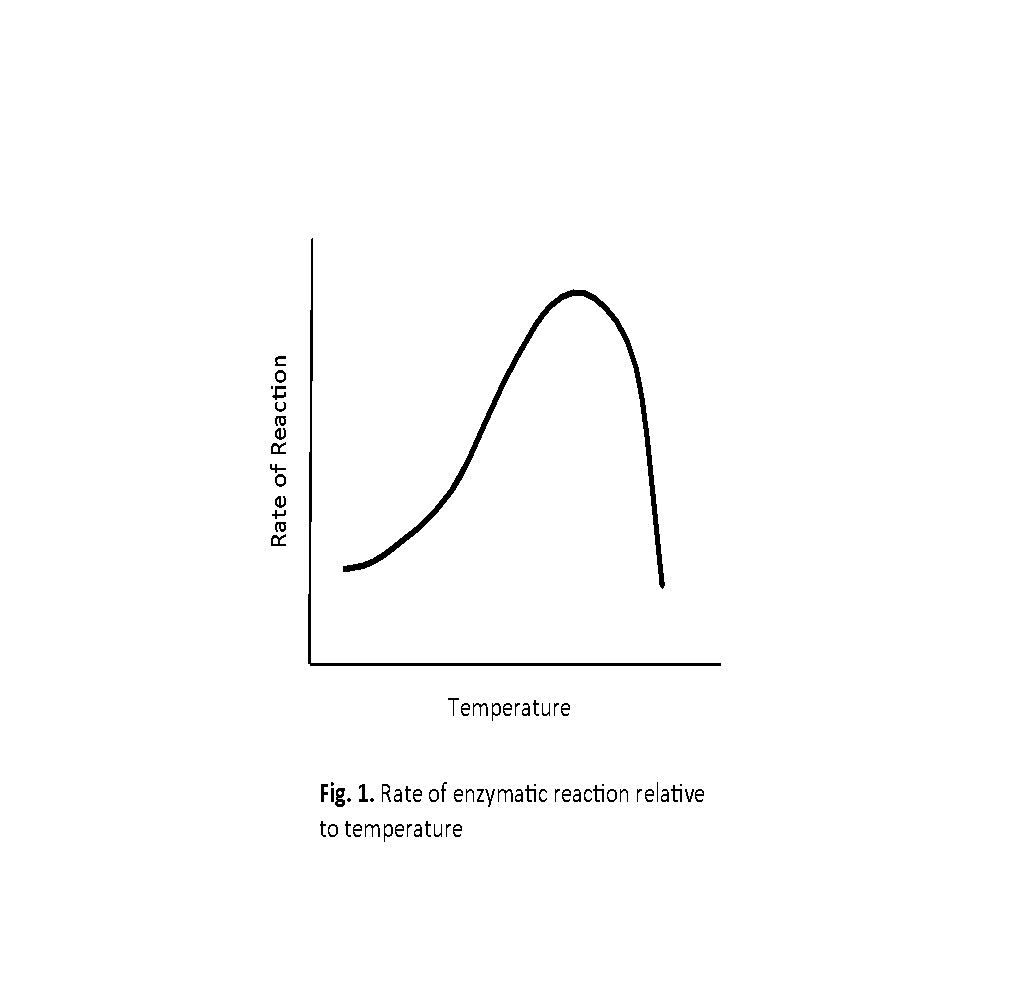 Rate of Reaction
Temperature
Fig. 1. Rate of enzymatic reaction relative
to temperature